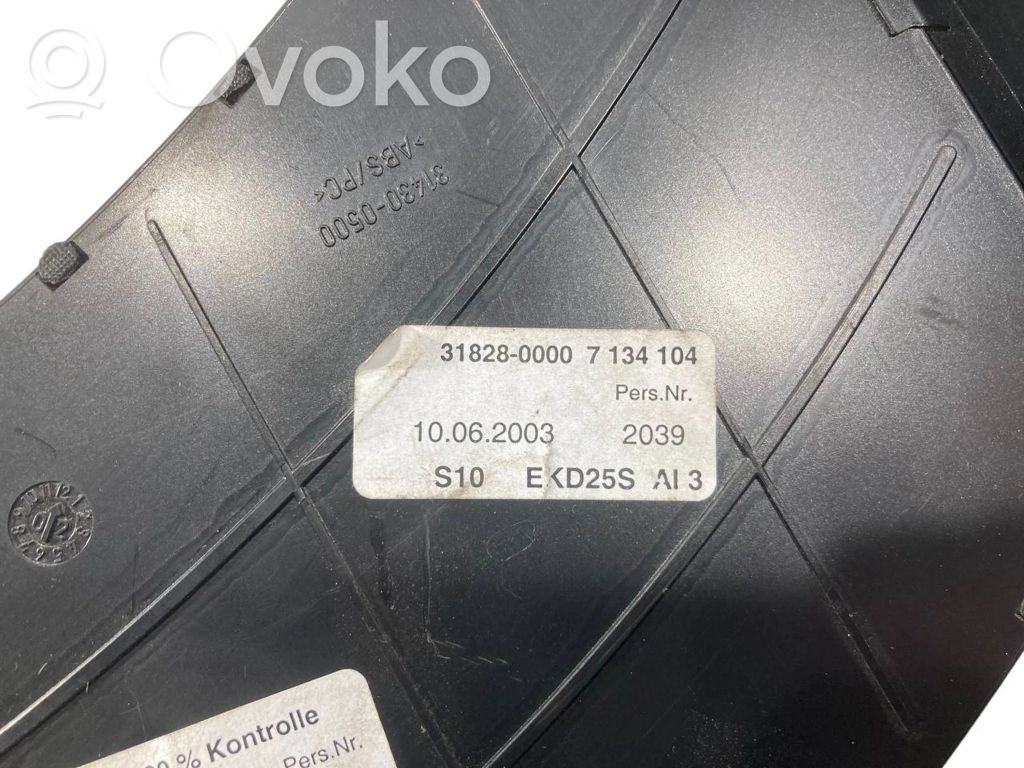 Ovoko
>ABS/PC<
31430-0500
31828-0000 7 134 104
Pers.Nr.
10.06.2003 2039
S10 EKD25S AI 3
% Kontrolle
Pers.Nr.